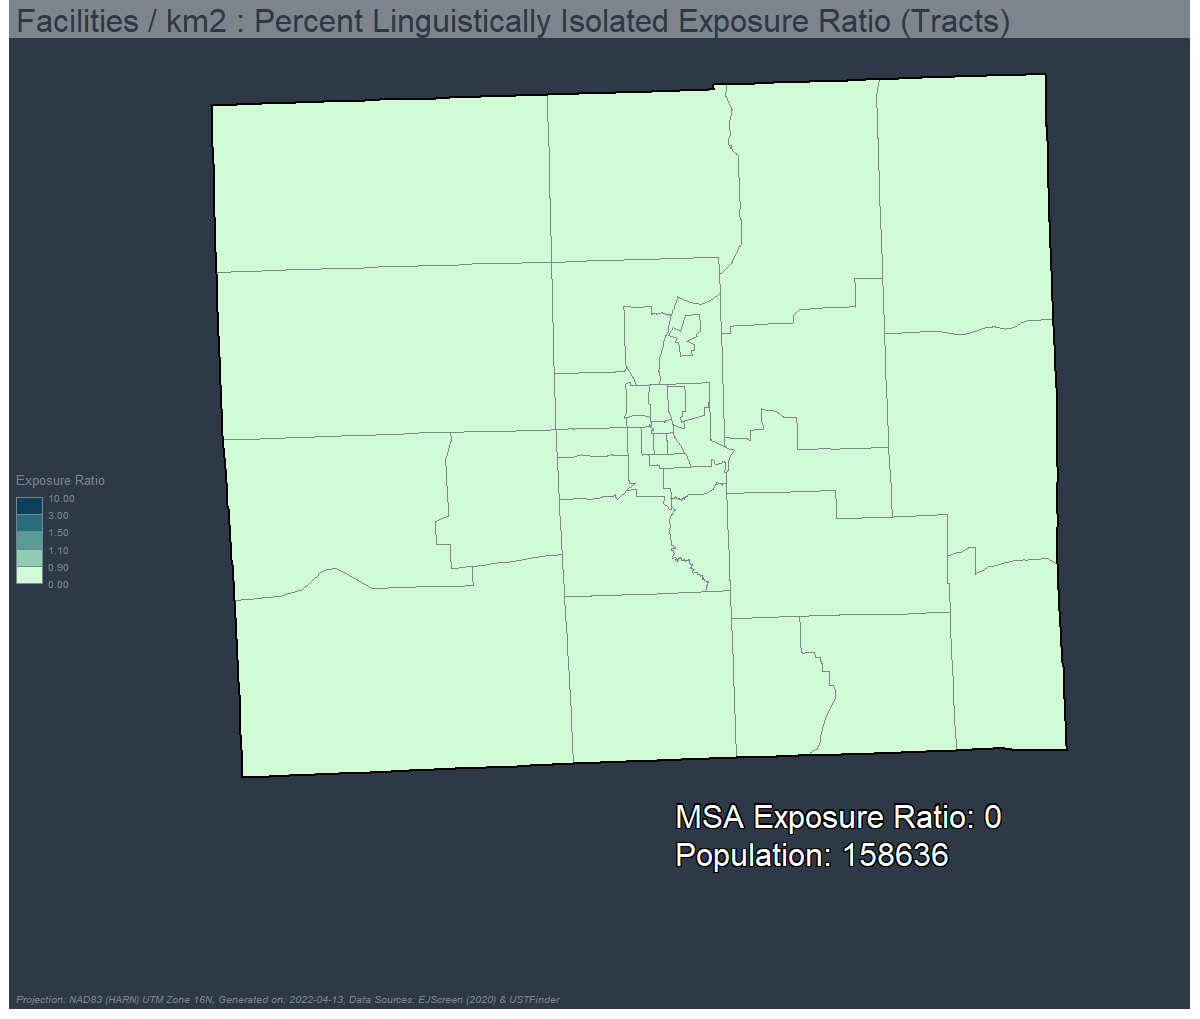 Facilities / km2 : Percent Linguistically Isolated Exposure Ratio (Tracts)
Exposure Ratio
10.00
3.00
1.50
1.10
0.90
0.00
MSA Exposure Ratio: 0
Population: 158636
Projection: NAD83 (HARN) UTM Zone 16N, Generated on: 2022-04-13, Data Sources: EJScreen (2020) & USTFinder